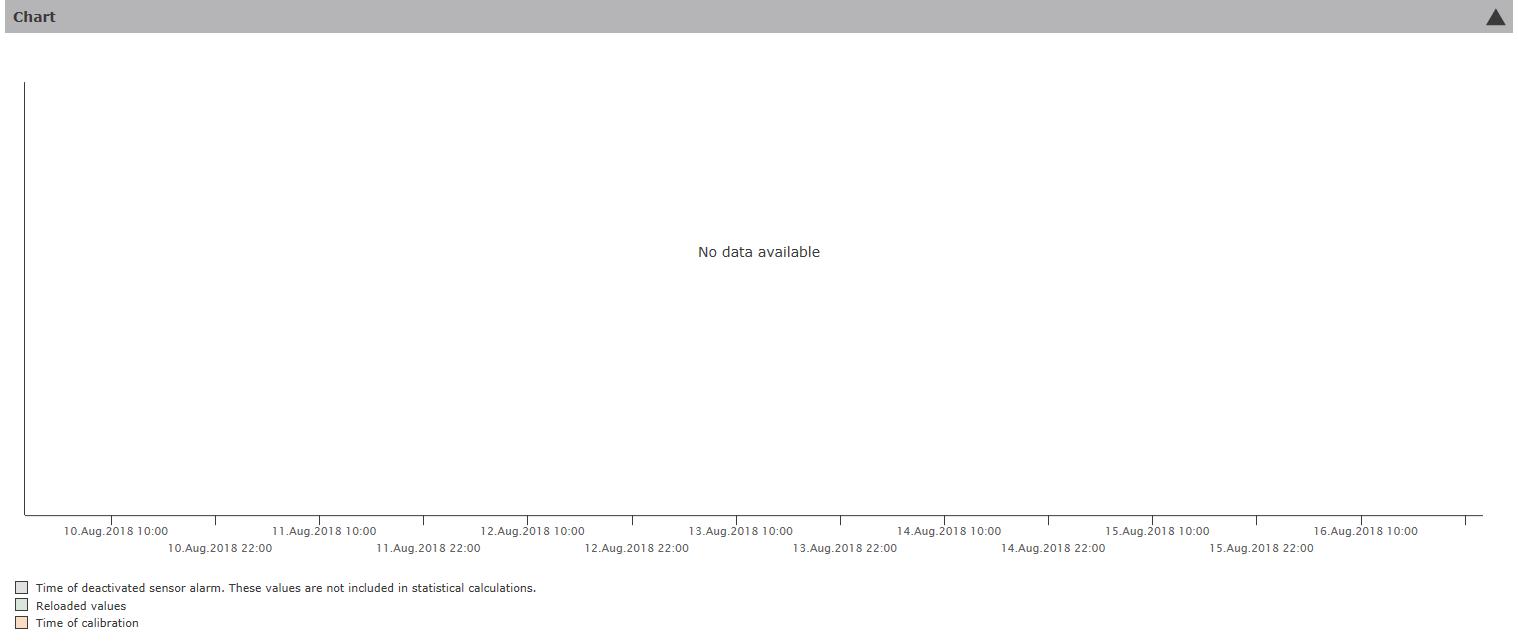 Chart
No data available
10.Aug.2018 10:00 11.Aug.2018 10:00 12.Aug.2018 10:00 13.Aug.2018 10:00 14.Aug.2018 10:00 15.Aug.2018 10:00 16.Aug.2018 10:00
10.Aug.2018 22:00 11.Aug.2018 22:00 12.Aug.2018 22:00 13.Aug.2018 22:00 14.Aug.2018 22:00 15.Aug.2018 22:00
Time of deactivated sensor alarm. These values are not included in statistical calculations.
Reloaded values
Time of calibration